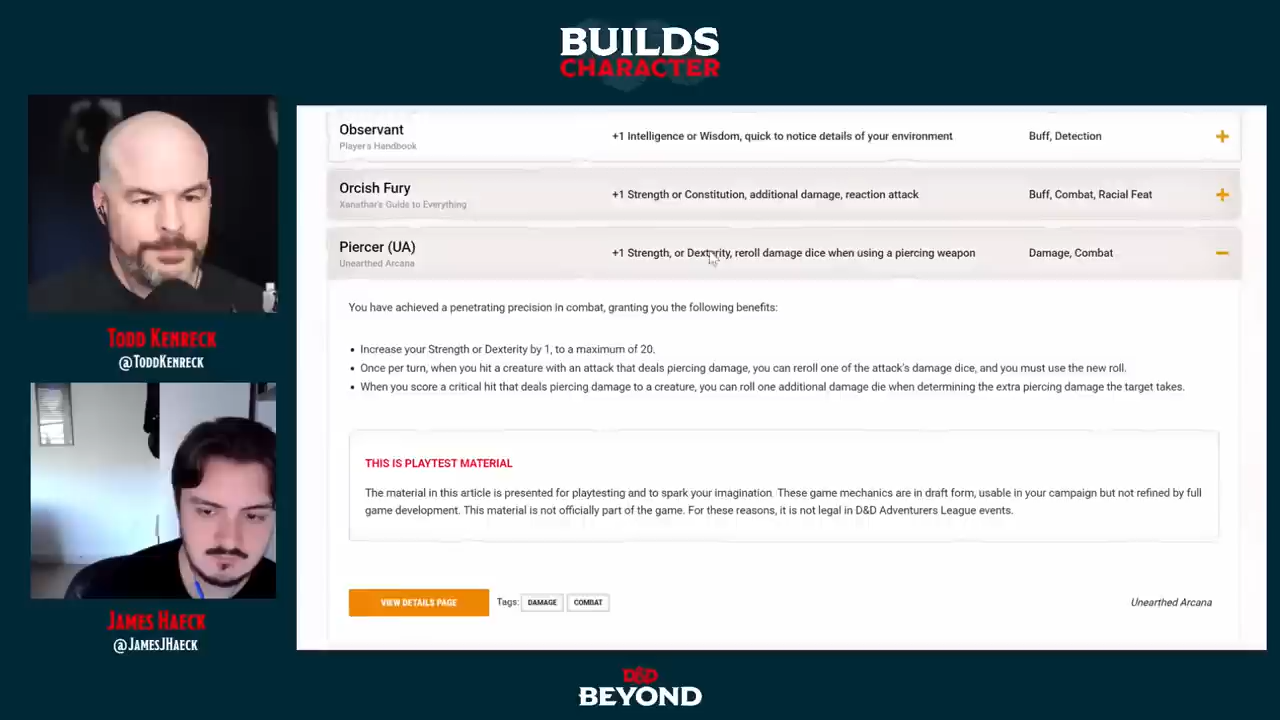 BUILDS
CHARACTER
Todd Kenreck
@ToddKenreck
James Haeck
@JamesJHaeck
Observant
Player's Handbook
+1 Intelligence or Wisdom, quick to notice details of your environment
Buff, Detection
Orcish Fury
Xanathar's Guide to Everything
+1 Strength or Constitution, additional damage, reaction attack
Buff, Combat, Racial Feat
Piercer (UA)
Unearthed Arcana
+1 Strength, or Dexterity, reroll damage dice when using a piercing weapon
Damage, Combat
You have achieved a penetrating precision in combat, granting you the following benefits:
• Increase your Strength or Dexterity by 1, to a maximum of 20.
• Once per turn, when you hit a creature with an attack that deals piercing damage, you can reroll one of the attack's damage dice, and you must use the new roll.
• When you score a critical hit that deals piercing damage to a creature, you can roll one additional damage die when determining the extra piercing damage the target takes.
THIS IS PLAYTEST MATERIAL
The material in this article is presented for playtesting and to spark your imagination. These game mechanics are in draft form, usable in your campaign but not refined by full
game development. This material is not officially part of the game. For these reasons, it is not legal in D&D Adventurers League events.
VIEW DETAILS PAGE
Tags: DAMAGE COMBAT
Unearthed Arcana
D&D
BEYOND